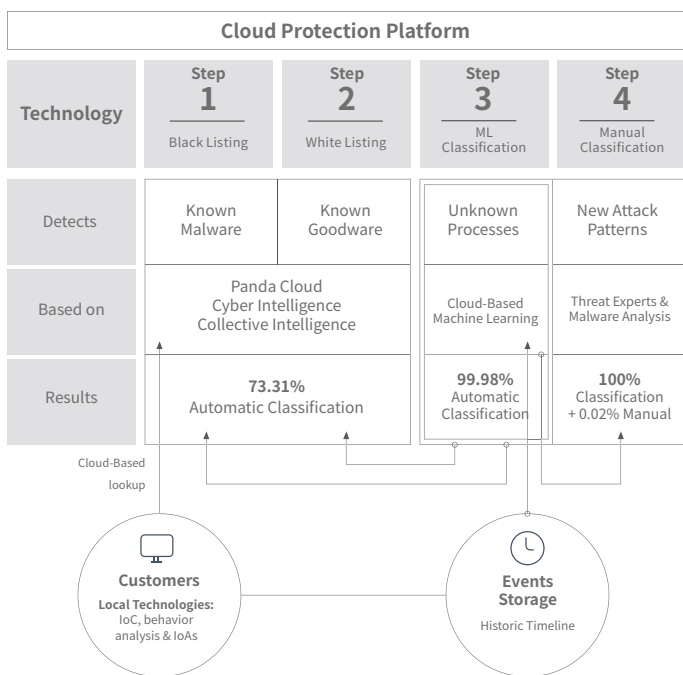 Cloud Protection Platform
Technology
Step
1
Black Listing
Step
2
White Listing
Step
3
ML
Classification
Step
4
Manual
Classification
Detects
Known
Malware
Known
Goodware
Unknown
Processes
New Attack
Patterns
Based on
Panda Cloud
Cyber Intelligence
Collective Intelligence
Cloud-Based
Machine Learning
Threat Experts &
Malware Analysis
Results
73.31%
Automatic Classification
99.98%
Automatic
Classification
100%
Classification
+ 0.02% Manual
Cloud-Based
lookup
Customers
Local Technologies:
IoC, behavior
analysis & IoAs
Events
Storage
Historic Timeline